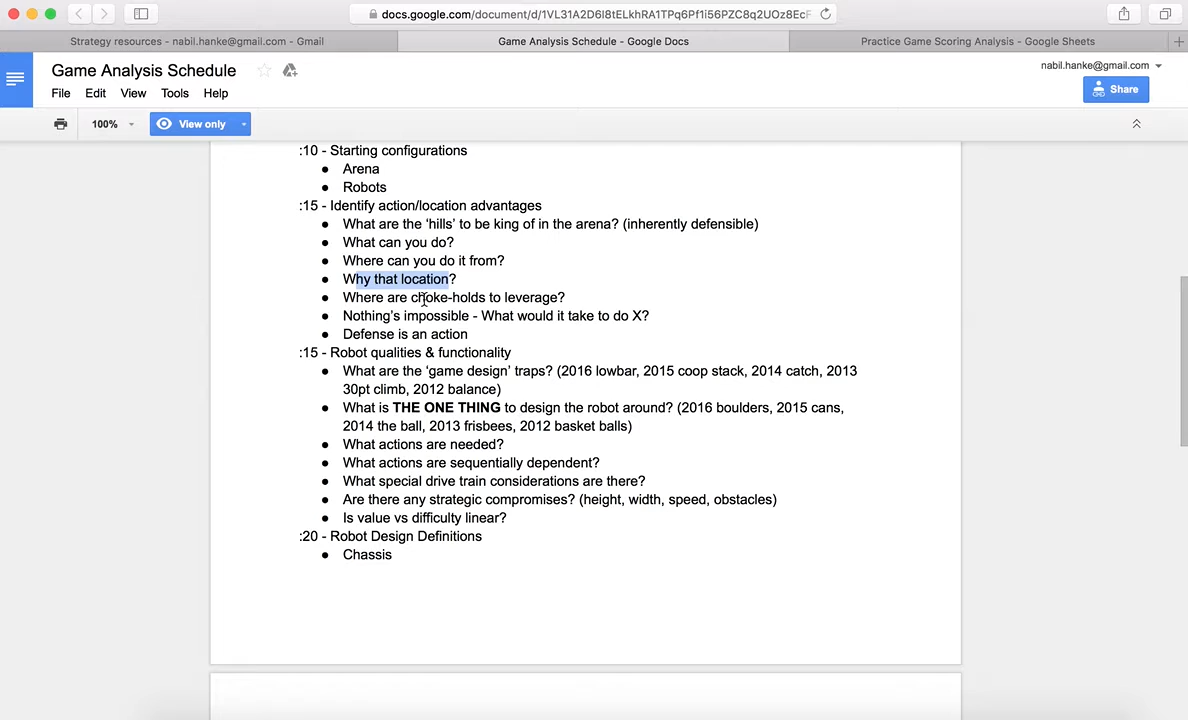 docs.google.com/document/d/1VL31A2D6I8tELkhRA1TPq6Pf1i56PZC8q2UOz8EcF
Strategy resources - nabil.hanke@gmail.com - Gmail
Game Analysis Schedule - Google Docs
Practice Game Scoring Analysis - Google Sheets
Game Analysis Schedule
nabil.hanke@gmail.com
File Edit View Tools Help
Share
100%
View only
:10 - Starting configurations
● Arena
● Robots
:15 - Identify action/location advantages
● What are the ‘hills’ to be king of in the arena? (inherently defensible)
● What can you do?
● Where can you do it from?
● Why that location?
● Where are choke-holds to leverage?
● Nothing’s impossible - What would it take to do X?
● Defense is an action
:15 - Robot qualities & functionality
● What are the ‘game design’ traps? (2016 lowbar, 2015 coop stack, 2014 catch, 2013
30pt climb, 2012 balance)
● What is THE ONE THING to design the robot around? (2016 boulders, 2015 cans,
2014 the ball, 2013 frisbees, 2012 basket balls)
● What actions are needed?
● What actions are sequentially dependent?
● What special drive train considerations are there?
● Are there any strategic compromises? (height, width, speed, obstacles)
● Is value vs difficulty linear?
:20 - Robot Design Definitions
● Chassis